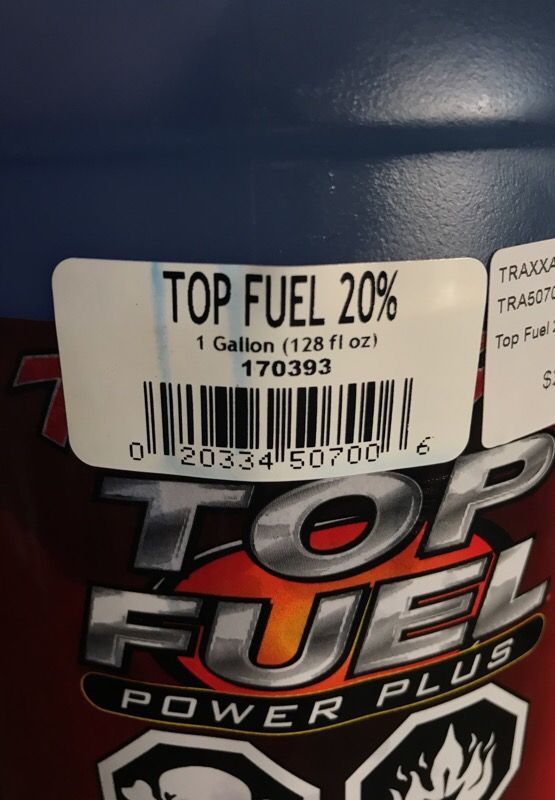 TOP FUEL 20%
1 Gallon (128 fl oz)
170393
0 20334 50700 6
TRAXXA
TRA5070
Top Fuel
$
TOP
FUEL
POWER PLUS